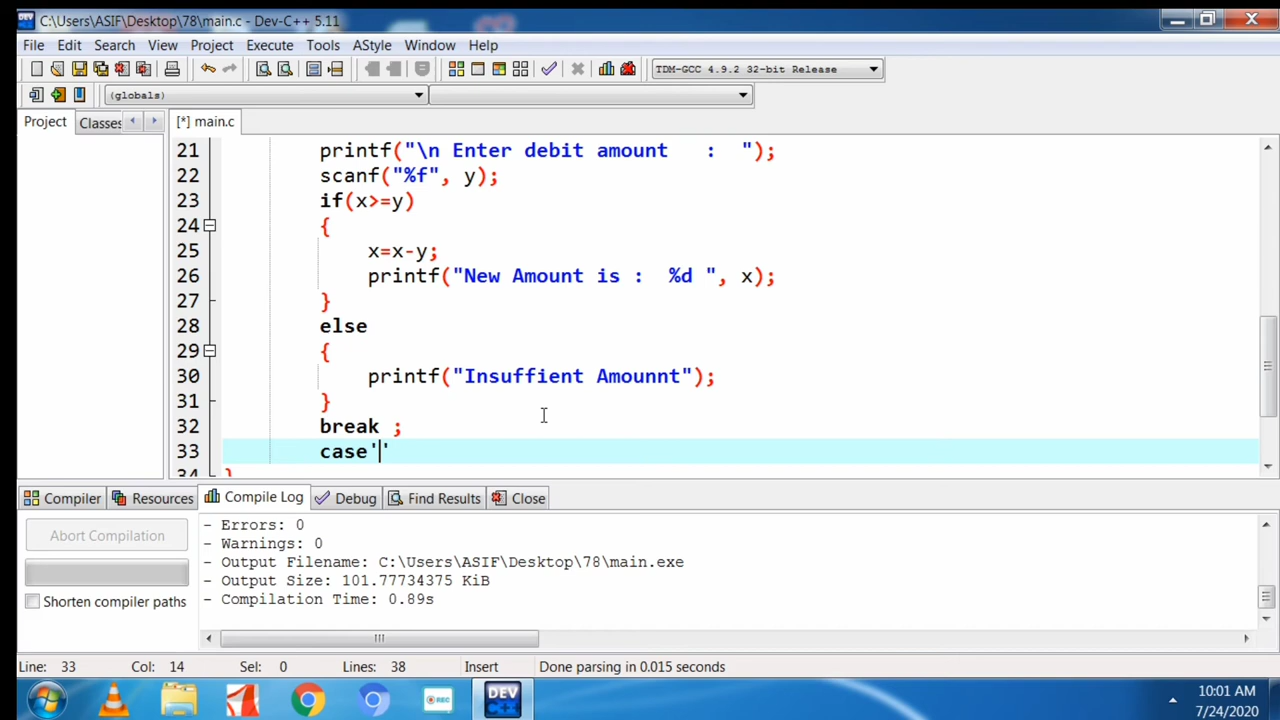 C:\Users\ASIF\Desktop\78\main.c - Dev-C++ 5.11
File Edit Search View Project Execute Tools AStyle Window Help
TDM-GCC 4.9.2 32-bit Release
(globals)
Project Classes [*] main.c
21 printf("\n Enter debit amount   :  ");
22 scanf("%f", y);
23 if(x>=y)
24 {
25 x=x-y;
26 printf("New Amount is :  %d ", x);
27 }
28 else
29 {
30 printf("Insuffient Amounnt");
31 }
32 break ;
33 case''
34 }
Compiler Resources Compile Log Debug Find Results Close
Abort Compilation
Shorten compiler paths
- Errors: 0
- Warnings: 0
- Output Filename: C:\Users\ASIF\Desktop\78\main.exe
- Output Size: 101.77734375 KiB
- Compilation Time: 0.89s
Line: 33 Col: 14 Sel: 0 Lines: 38 Insert Done parsing in 0.015 seconds
REC
DEV C++
10:01 AM
7/24/2020